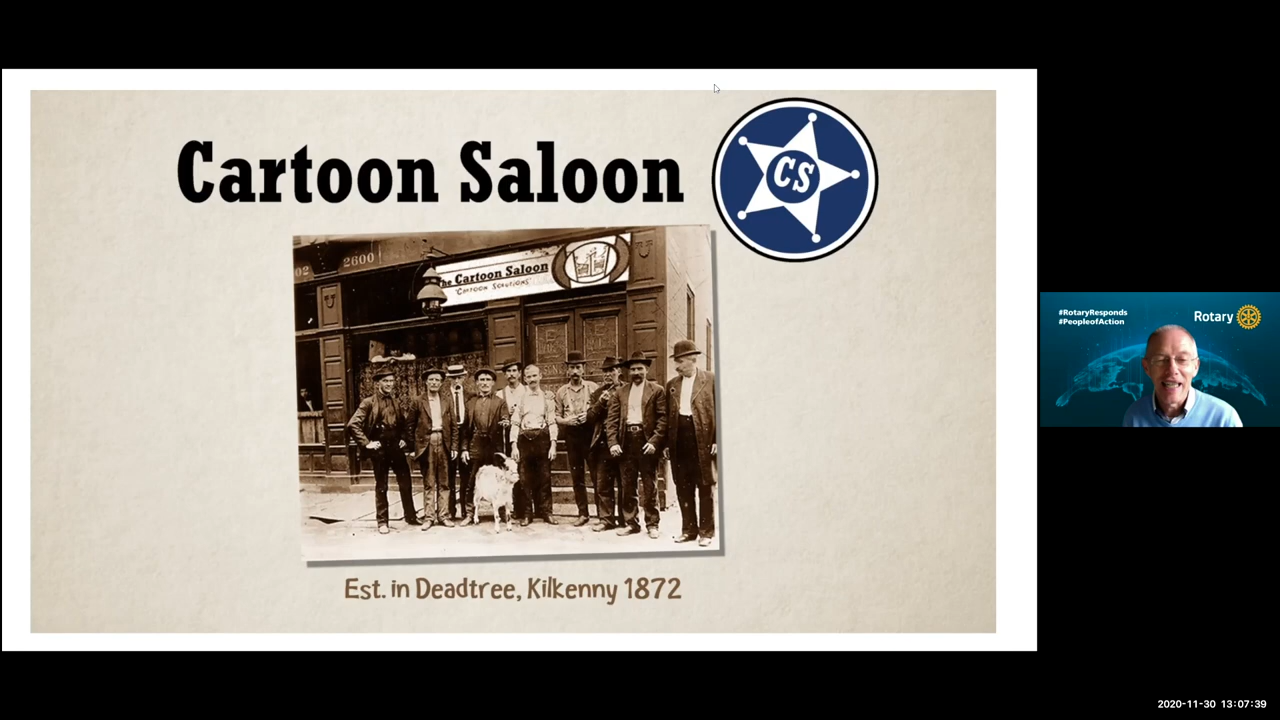 Cartoon Saloon
CS
02 2600
The Cartoon Saloon
"CARTOON SOLUTIONS"
Est. in Deadtree, Kilkenny 1872
#RotaryResponds
#PeopleofAction
Rotary
2020-11-30 13:07:39